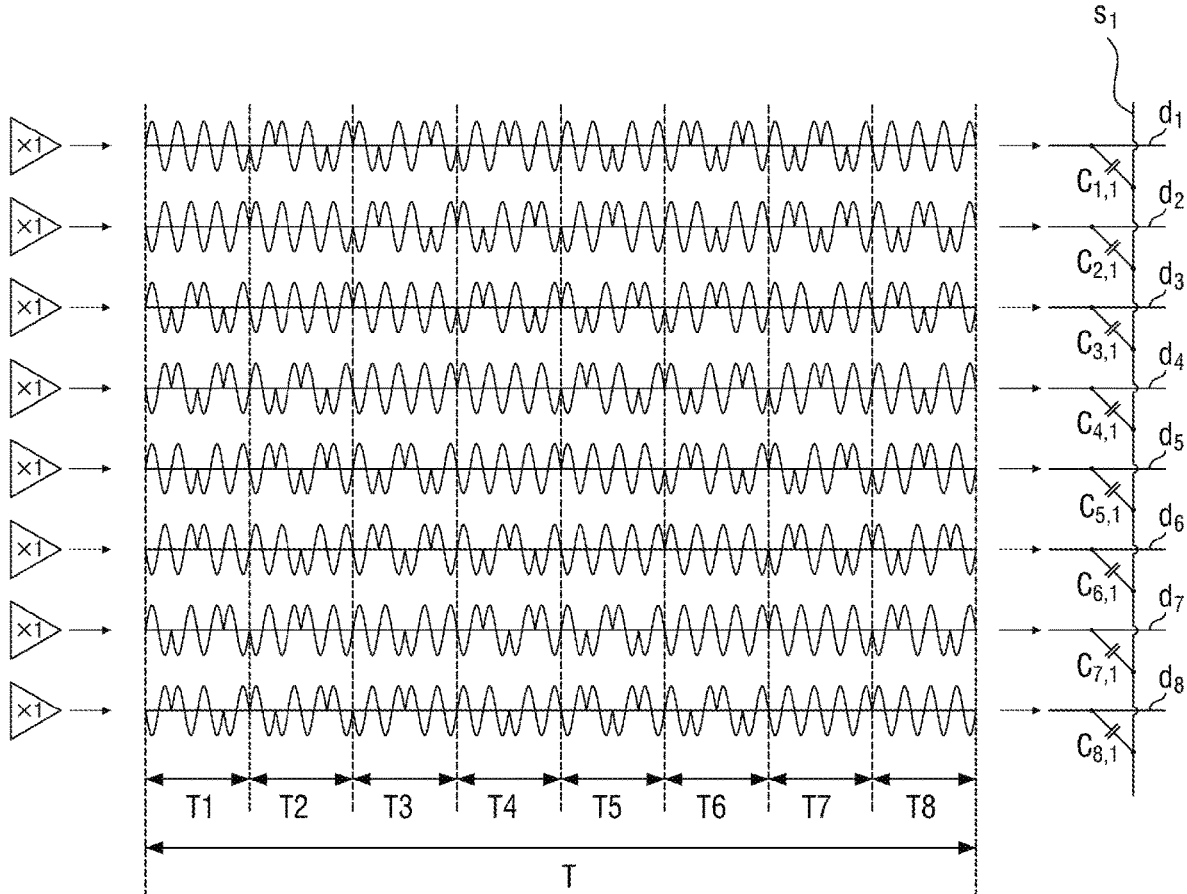 S1
×1
d1
C1,1
×1
d2
C2,1
×1
d3
C3,1
×1
d4
C4,1
×1
d5
C5,1
×1
d6
C6,1
×1
d7
C7,1
×1
d8
C8,1
T1 T2 T3 T4 T5 T6 T7 T8
T